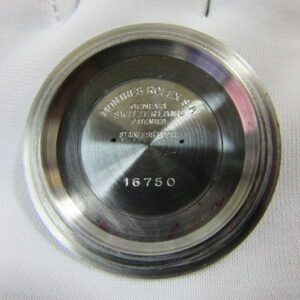 MONTRES ROLEX S.A
GENEVA
SWITZERLAND
PATENTED
STAINLESS STEEL
16750